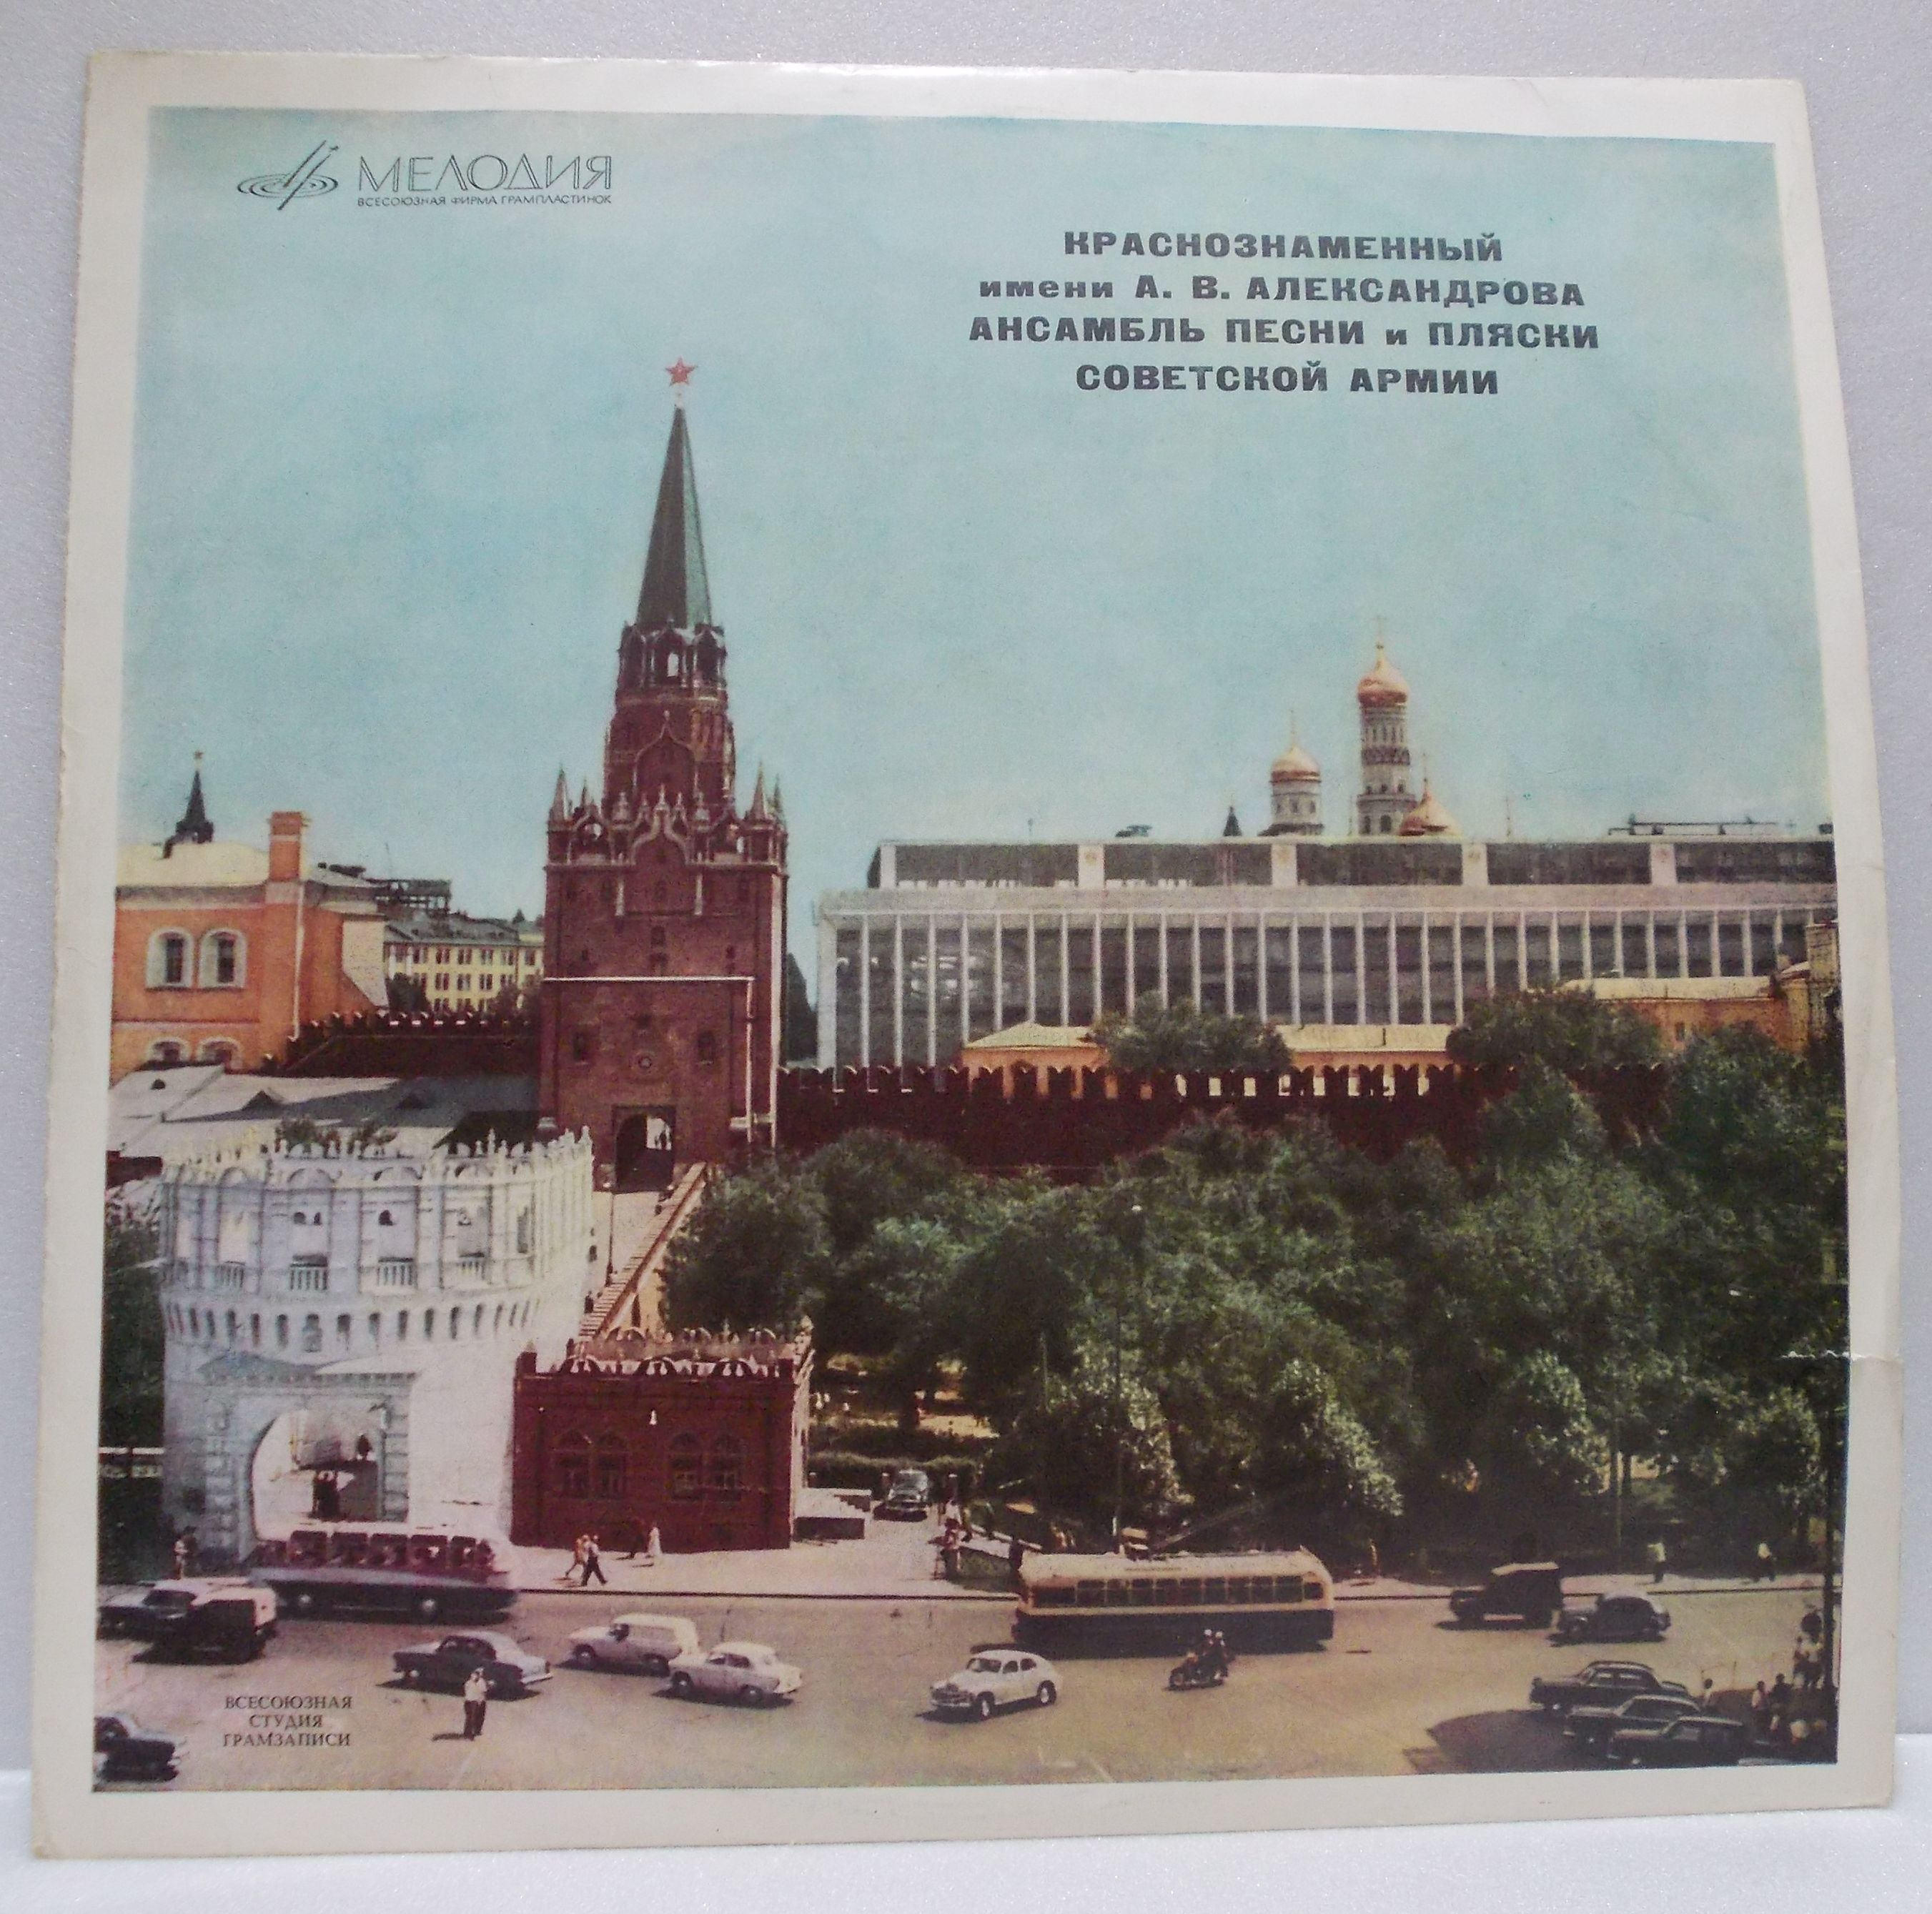 МЕЛОДИЯ
ВСЕСОЮЗНАЯ ФИРМА ГРАМПЛАСТИНОК
КРАСНОЗНАМЕННЫЙ
имени А. В. АЛЕКСАНДРОВА
АНСАМБЛЬ ПЕСНИ и ПЛЯСКИ
СОВЕТСКОЙ АРМИИ
ВСЕСОЮЗНАЯ
СТУДИЯ
ГРАМЗАПИСИ